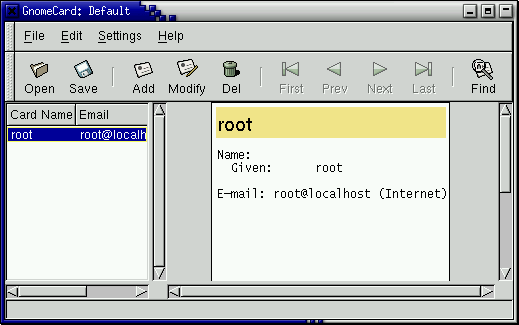 GnomeCard: Default
File Edit Settings Help
Open Save Add Modify Del First Prev Next Last Find
Card Name Email
root root@localh
root
Name:
Given: root
E-mail: root@localhost (Internet)